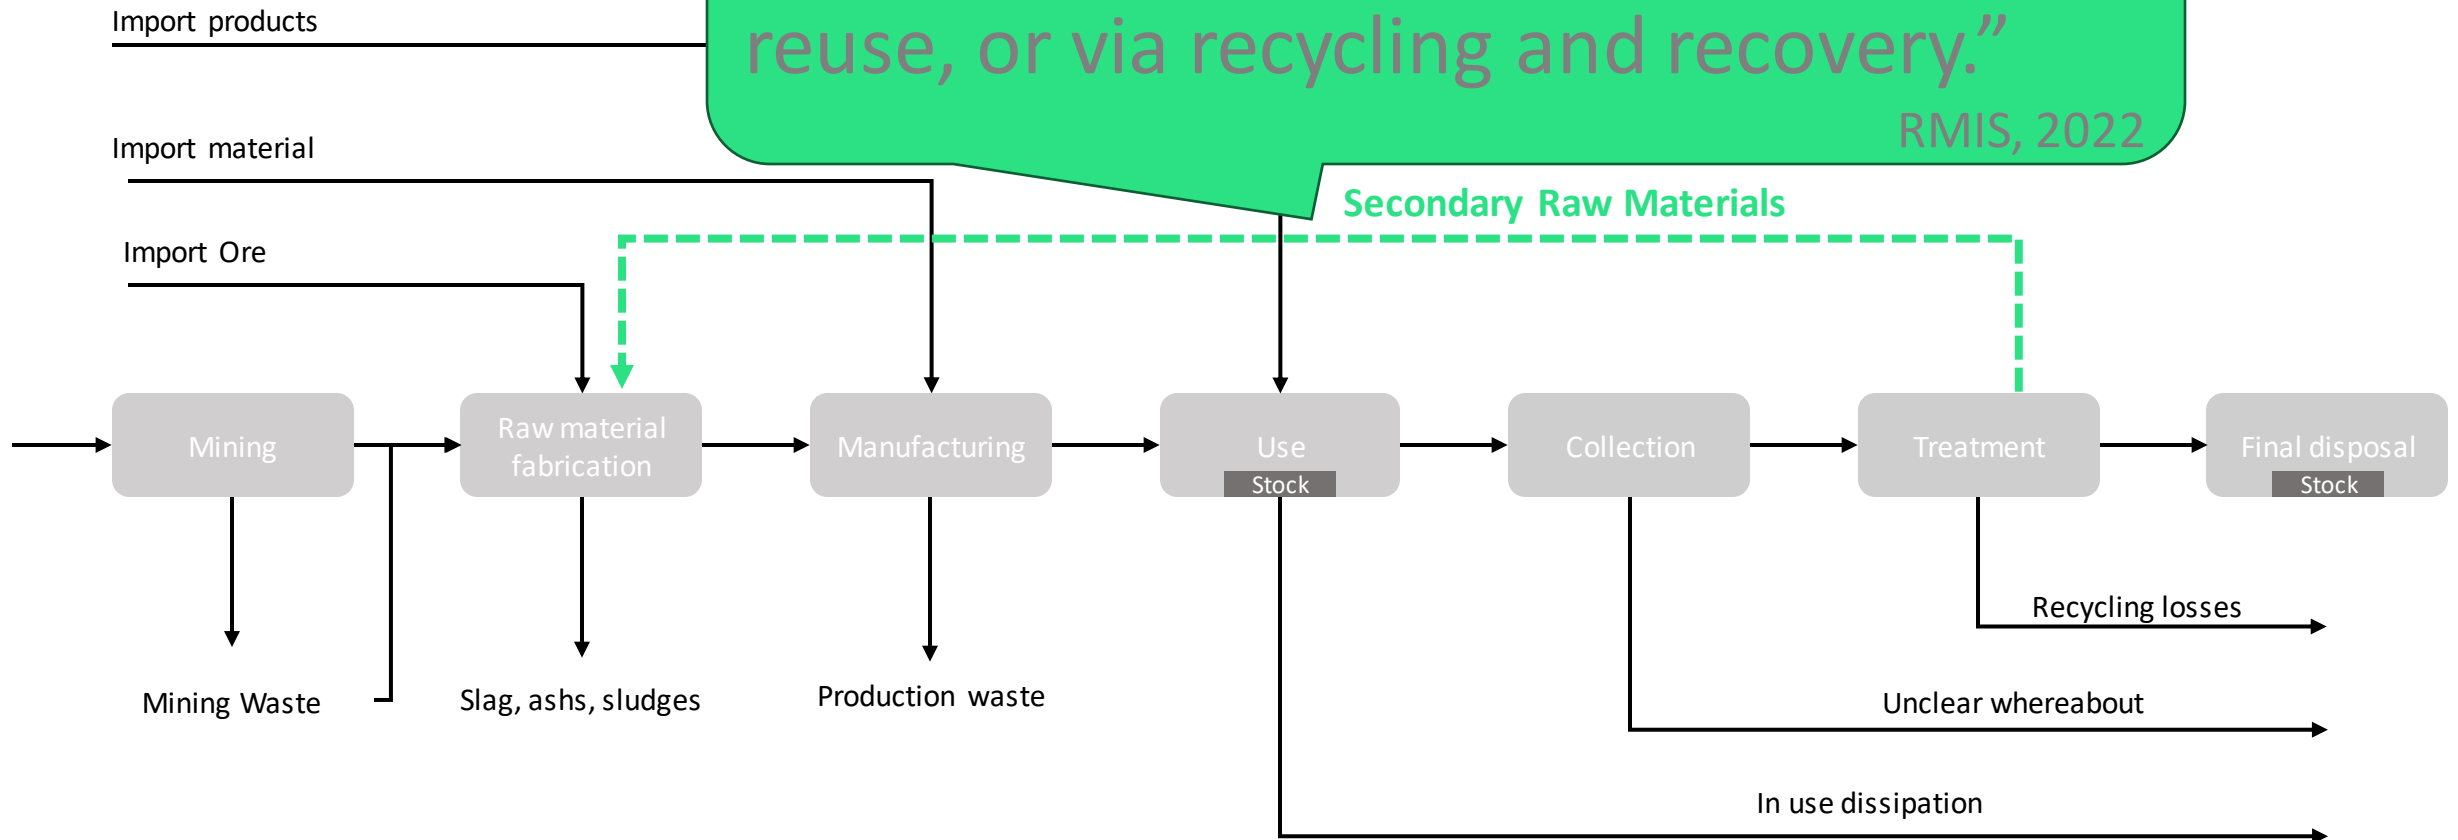 Import products
reuse, or via recycling and recovery.”
RMIS, 2022
Import material
Secondary Raw Materials
Import Ore
Mining
Raw material
fabrication
Manufacturing
Use
Stock
Collection
Treatment
Final disposal
Stock
Recycling losses
Mining Waste
Slag, ashs, sludges
Production waste
Unclear whereabout
In use dissipation